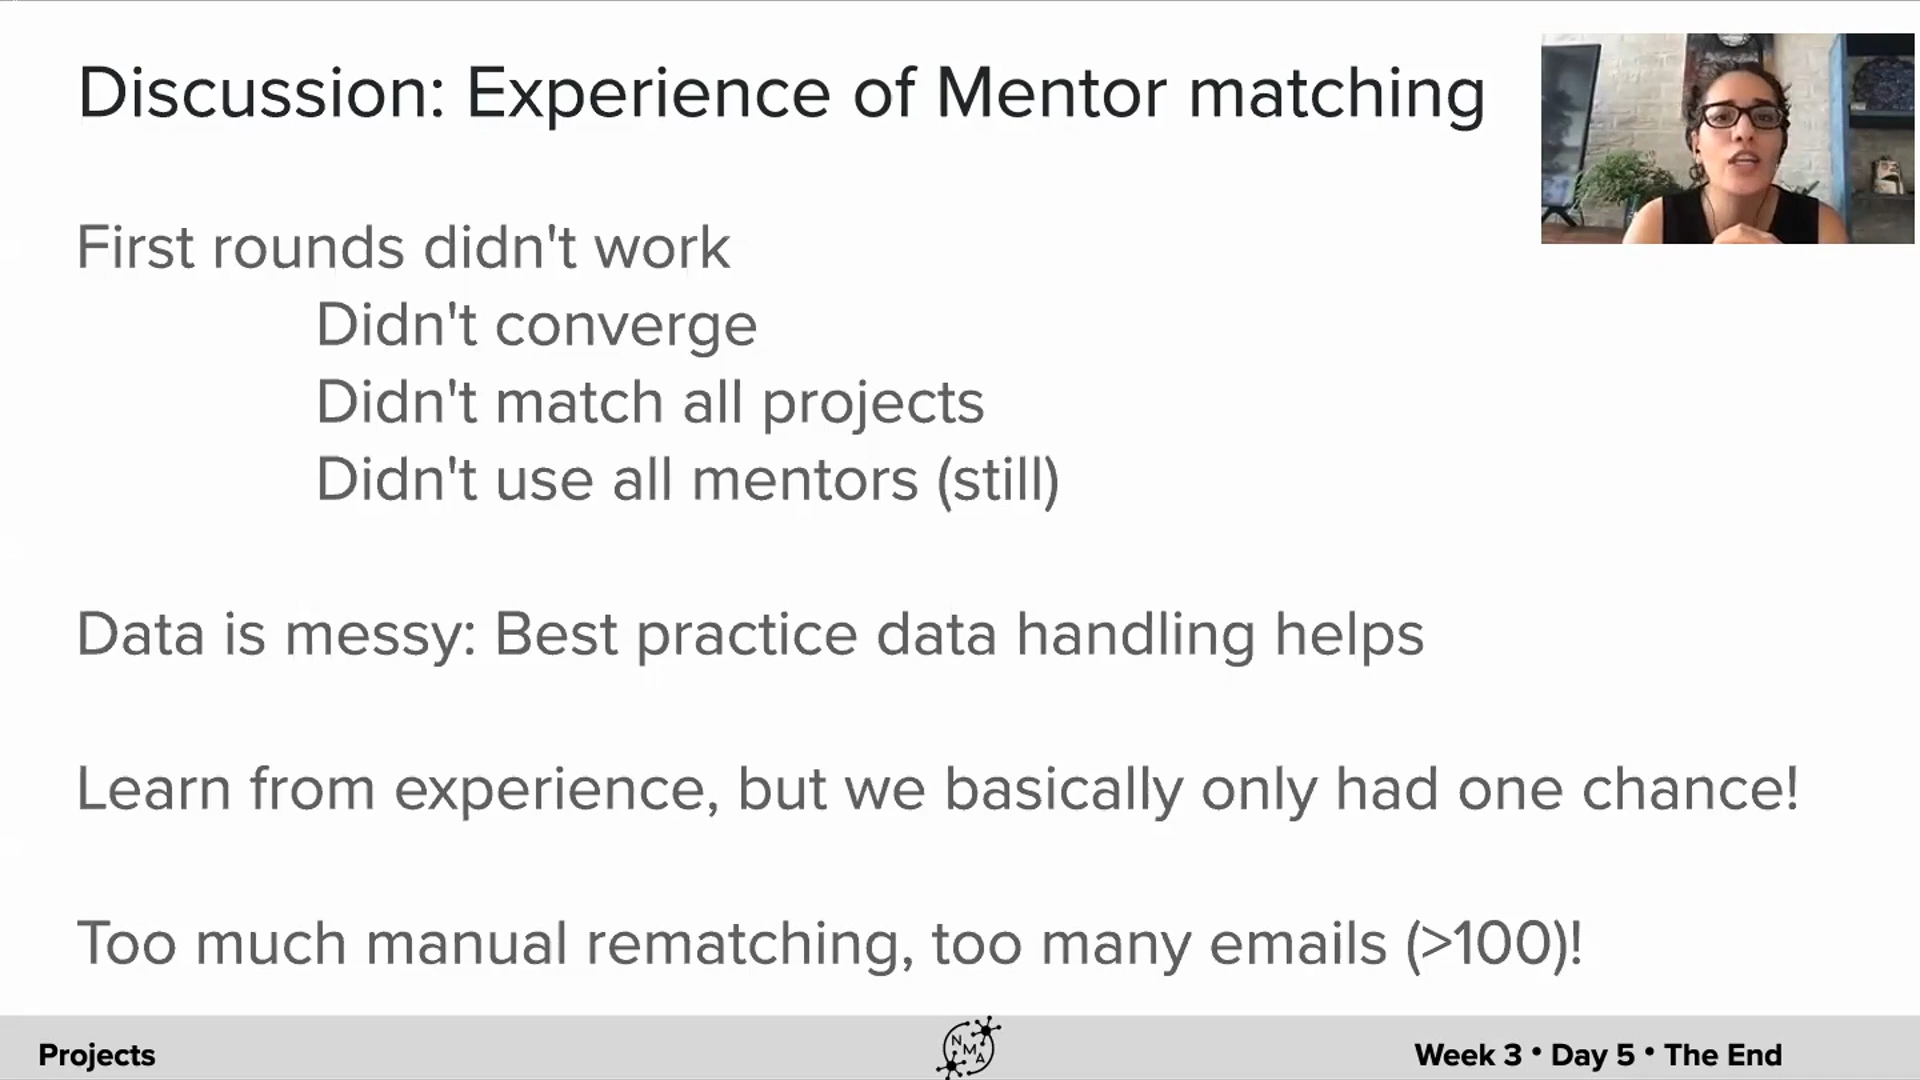 Discussion: Experience of Mentor matching
First rounds didn't work
Didn't converge
Didn't match all projects
Didn't use all mentors (still)
Data is messy: Best practice data handling helps
Learn from experience, but we basically only had one chance!
Too much manual rematching, too many emails (>100)!
Projects
NMA
Week 3 • Day 5 • The End